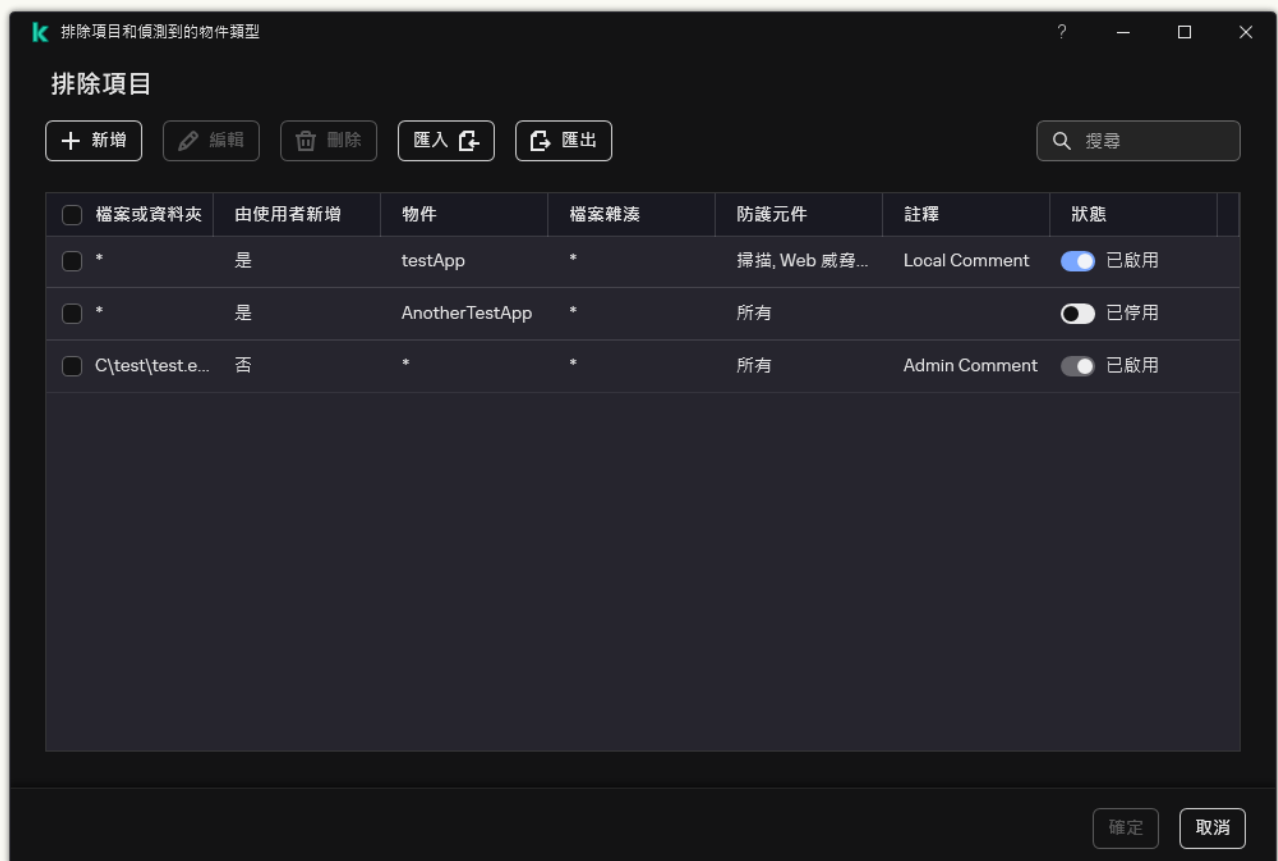 排除項目和偵測到的物件類型
排除項目
新增 編輯 刪除 匯入 匯出 搜尋
檔案或資料夾 由使用者新增 物件 檔案雜湊 防護元件 註釋 狀態
* 是 testApp * 掃描, Web 威脅... Local Comment 已啟用
* 是 AnotherTestApp * 所有 已停用
C\test\test.e... 否 * * 所有 Admin Comment 已啟用
確定 取消